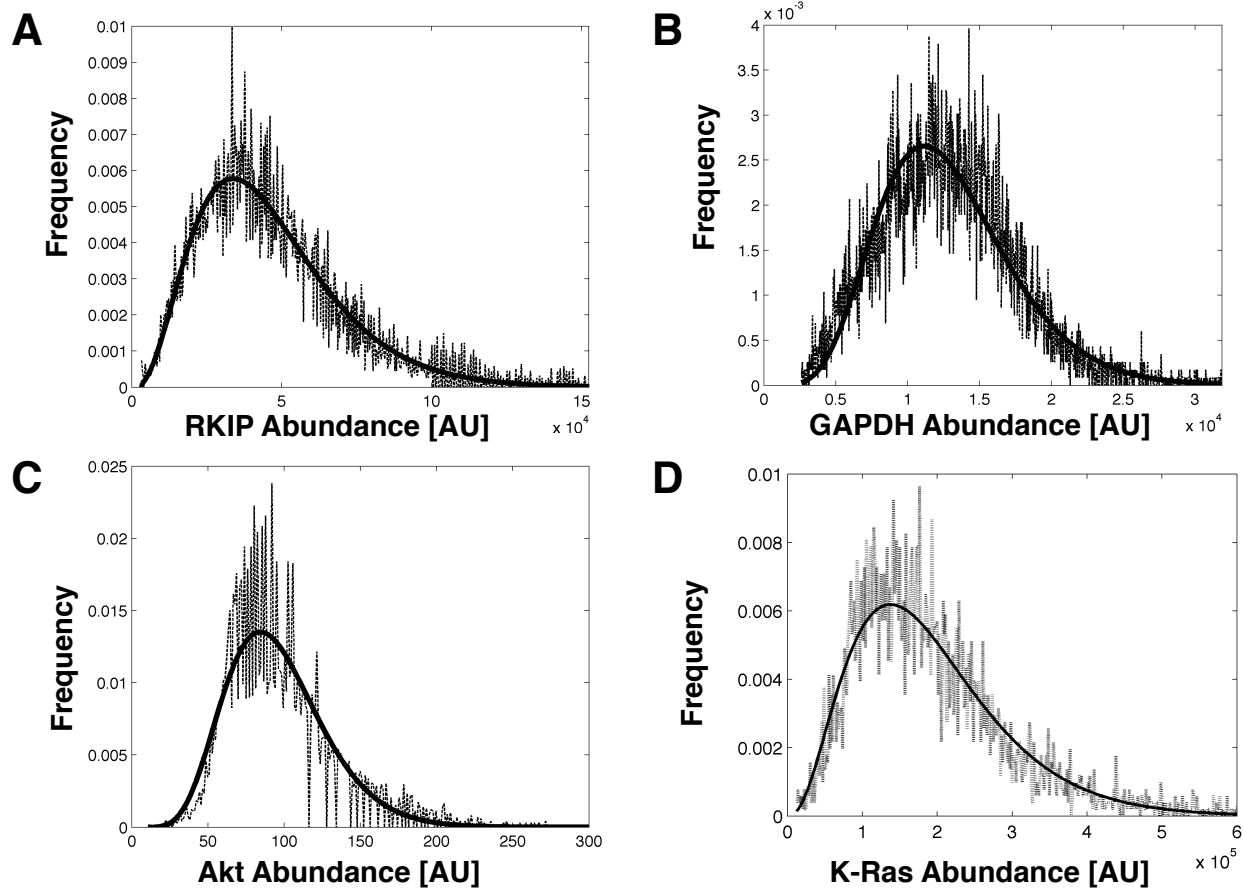 A
0.01
0.009
0.008
0.007
0.006
0.005
0.004
0.003
0.002
0.001
0
Frequency
0 5 10 15
x 10^4
RKIP Abundance [AU]
B
x 10^-3
4
3.5
3
2.5
2
1.5
1
0.5
0
Frequency
0 0.5 1 1.5 2 2.5 3
x 10^4
GAPDH Abundance [AU]
C
0.025
0.02
0.015
0.01
0.005
0
Frequency
0 50 100 150 200 250 300
Akt Abundance [AU]
D
0.01
0.008
0.006
0.004
0.002
0
Frequency
0 1 2 3 4 5 6
x 10^5
K-Ras Abundance [AU]